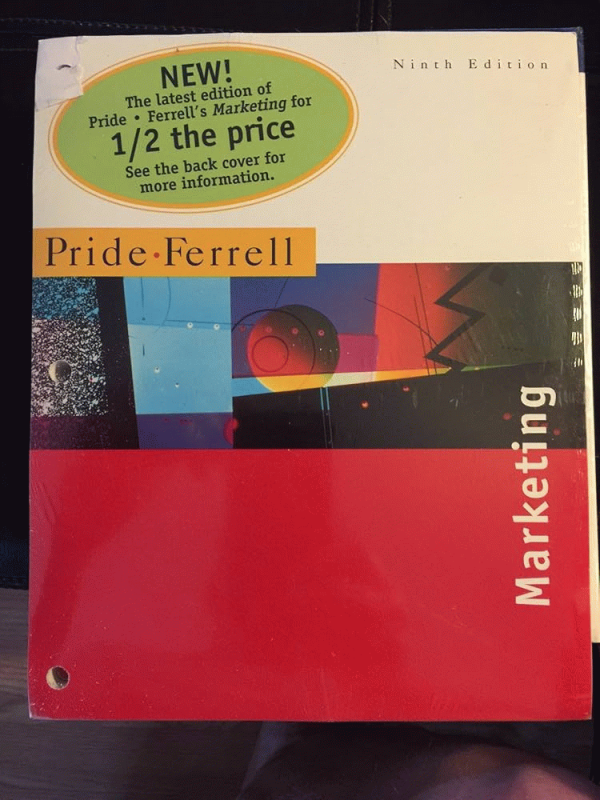 Ninth Edition
NEW!
The latest edition of
Pride • Ferrell's Marketing for
1/2 the price
See the back cover for
more information.
Pride•Ferrell
Marketing